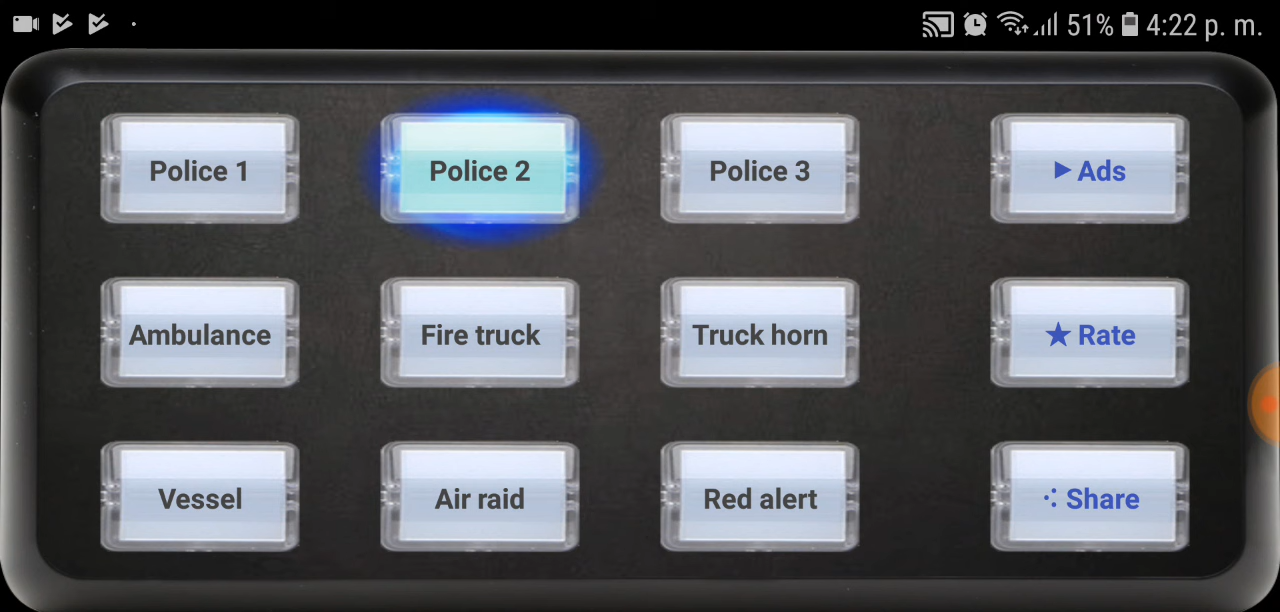 51% 4:22 p. m.
Police 1 Police 2 Police 3 Ads
Ambulance Fire truck Truck horn Rate
Vessel Air raid Red alert Share